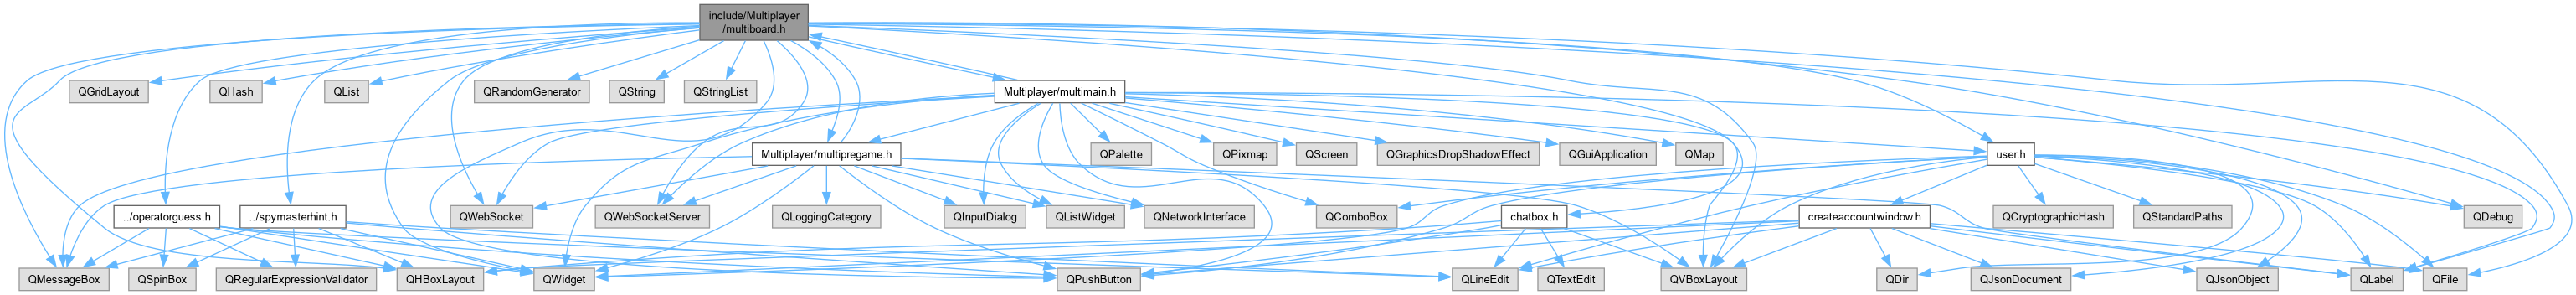 include/Multiplayer
/multiboard.h
QGridLayout
QHash
QList
QRandomGenerator
QString
QStringList
Multiplayer/multimain.h
Multiplayer/multipregame.h
QPalette
QPixmap
QScreen
QGraphicsDropShadowEffect
QGuiApplication
QMap
user.h
../operatorguess.h
../spymasterhint.h
QWebSocket
QWebSocketServer
QLoggingCategory
QInputDialog
QListWidget
QNetworkInterface
QComboBox
chatbox.h
createaccountwindow.h
QCryptographicHash
QStandardPaths
QDebug
QMessageBox
QSpinBox
QRegularExpressionValidator
QHBoxLayout
QWidget
QPushButton
QLineEdit
QTextEdit
QVBoxLayout
QDir
QJsonDocument
QJsonObject
QLabel
QFile